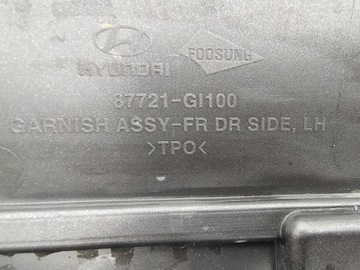 HYUNDAI FOOSUNG
87721-GI100
GARNISH ASSY-FR DR SIDE, LH
>TPO<